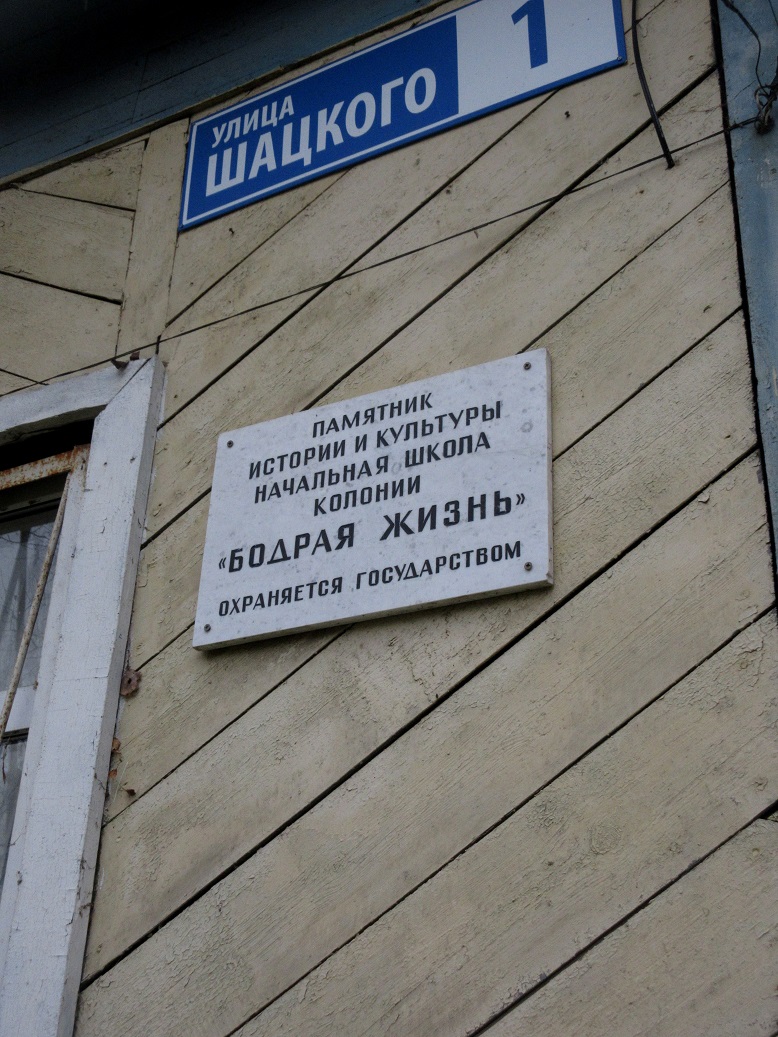 УЛИЦА
ШАЦКОГО
1
ПАМЯТНИК
ИСТОРИИ И КУЛЬТУРЫ
НАЧАЛЬНАЯ ШКОЛА
КОЛОНИИ
«БОДРАЯ ЖИЗНЬ»
ОХРАНЯЕТСЯ ГОСУДАРСТВОМ